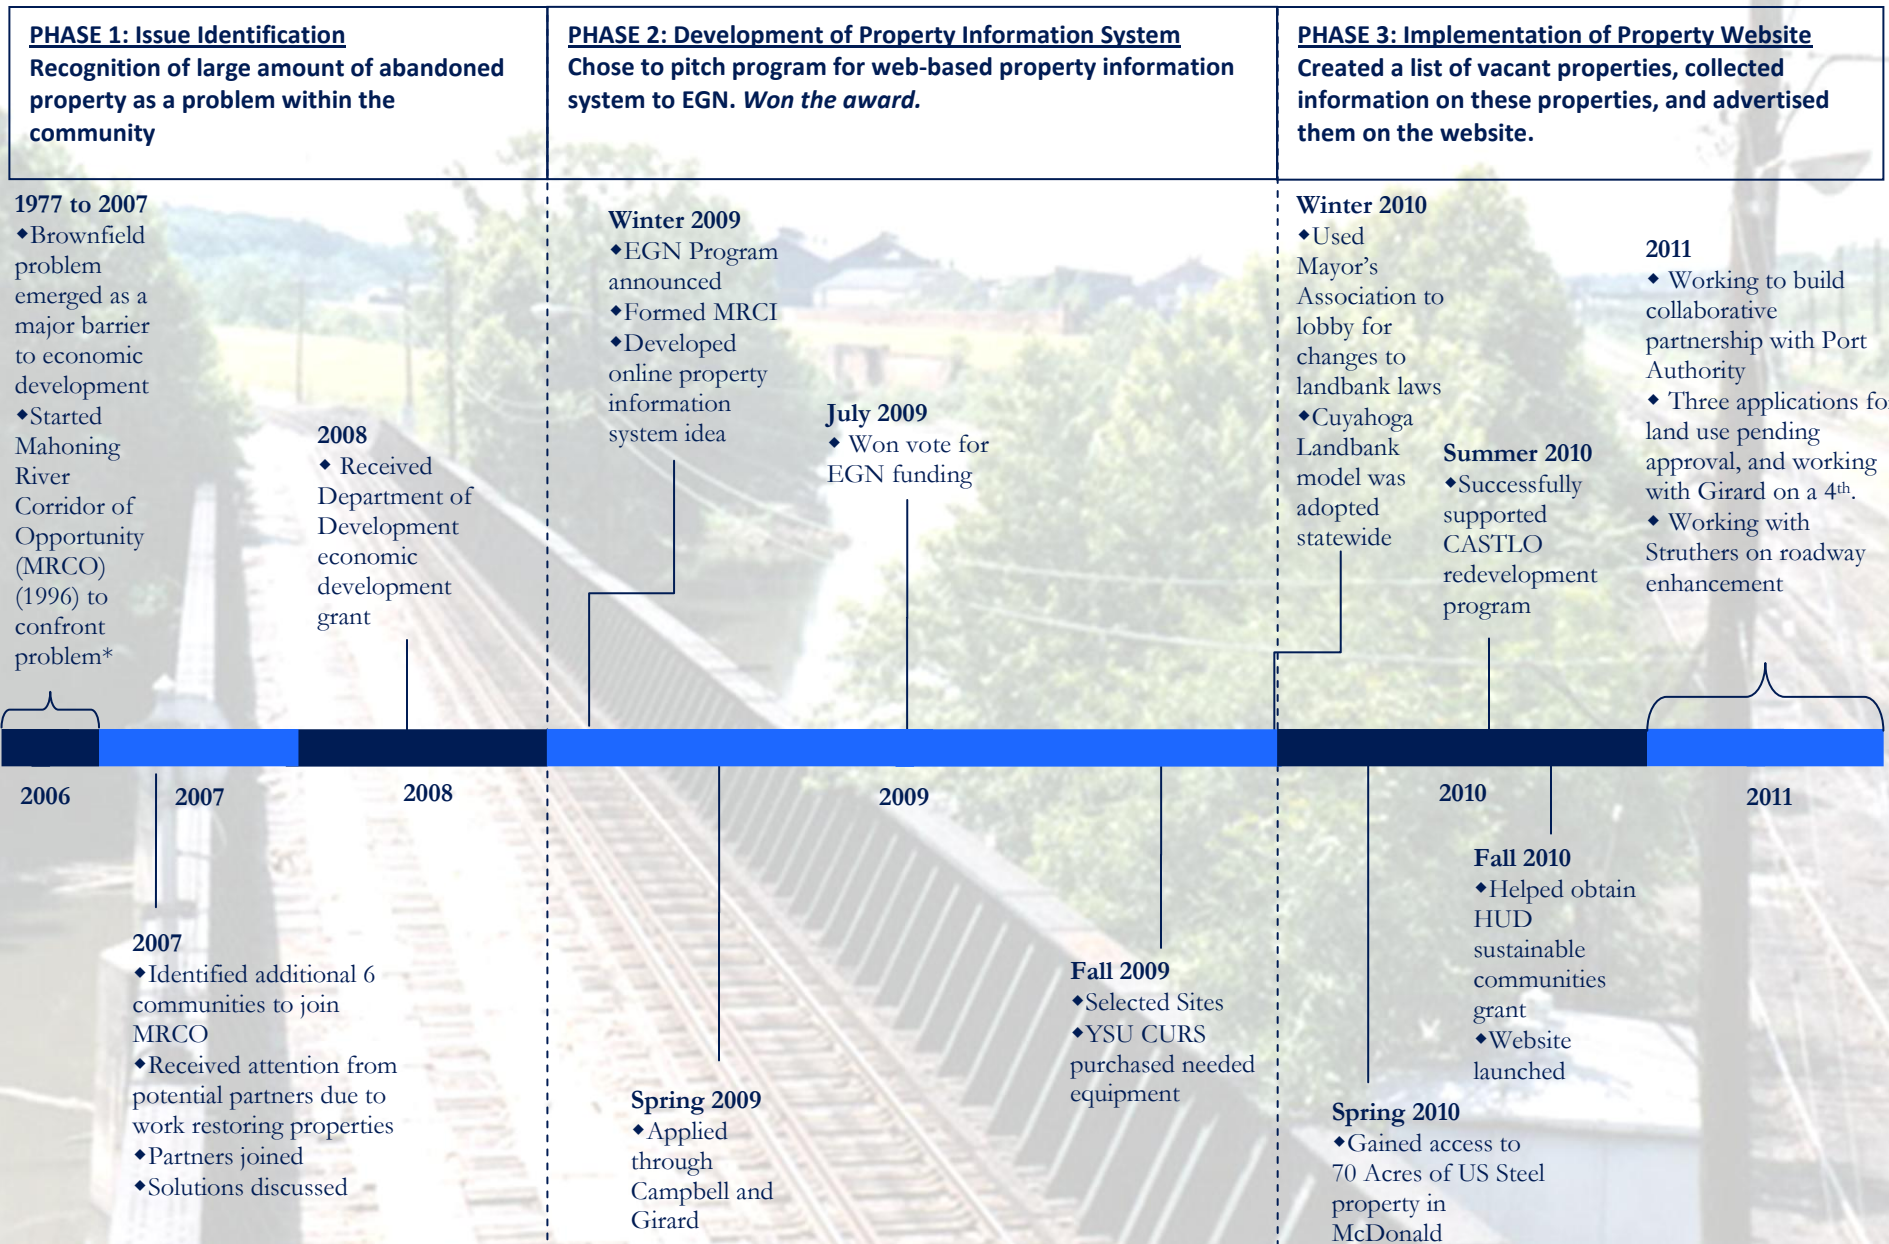 PHASE 1: Issue Identification
Recognition of large amount of abandoned
property as a problem within the
community
PHASE 2: Development of Property Information System
Chose to pitch program for web-based property information
system to EGN. Won the award.
PHASE 3: Implementation of Property Website
Created a list of vacant properties, collected
information on these properties, and advertised
them on the website.
1977 to 2007
◆Brownfield
problem
emerged as a
major barrier
to economic
development
◆Started
Mahoning
River
Corridor of
Opportunity
(MRCO)
(1996) to
confront
problem*
2008
◆ Received
Department of
Development
economic
development
grant
Winter 2009
◆EGN Program
announced
◆Formed MRCI
◆Developed
online property
information
system idea
July 2009
◆ Won vote for
EGN funding
Winter 2010
◆Used
Mayor's
Association to
lobby for
changes to
landbank laws
◆Cuyahoga
Landbank
model was
adopted
statewide
Summer 2010
◆Successfully
supported
CASTLO
redevelopment
program
2011
◆ Working to build
collaborative
partnership with Port
Authority
◆ Three applications for
land use pending
approval, and working
with Girard on a 4th.
◆ Working with
Struthers on roadway
enhancement
2006
2007
2008
2009
2010
2011
2007
◆Identified additional 6
communities to join
MRCO
◆Received attention from
potential partners due to
work restoring properties
◆Partners joined
◆Solutions discussed
Spring 2009
◆Applied
through
Campbell and
Girard
Fall 2009
◆Selected Sites
◆YSU CURS
purchased needed
equipment
Spring 2010
◆Gained access to
70 Acres of US Steel
property in
McDonald
Fall 2010
◆Helped obtain
HUD
sustainable
communities
grant
◆Website
launched